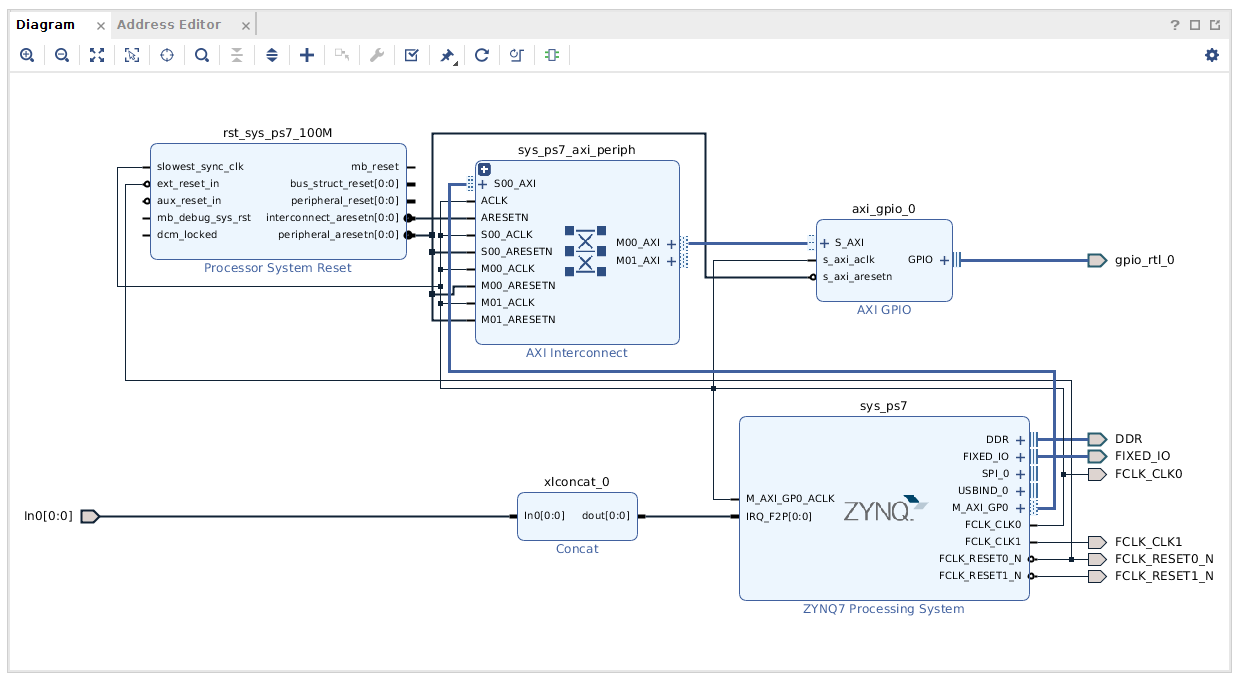 Diagram × Address Editor ×
? 
rst_sys_ps7_100M
slowest_sync_clk mb_reset
ext_reset_in bus_struct_reset[0:0]
aux_reset_in peripheral_reset[0:0]
mb_debug_sys_rst interconnect_aresetn[0:0]
dcm_locked peripheral_aresetn[0:0]
Processor System Reset
sys_ps7_axi_periph
S00_AXI
ACLK
ARESETN
S00_ACLK
S00_ARESETN
M00_ACLK
M00_ARESETN
M01_ACLK
M01_ARESETN
M00_AXI
M01_AXI
AXI Interconnect
axi_gpio_0
S_AXI
s_axi_aclk
s_axi_aresetn
GPIO
AXI GPIO
gpio_rtl_0
sys_ps7
DDR
FIXED_IO
SPI_0
USBIND_0
M_AXI_GP0
FCLK_CLK0
FCLK_CLK1
FCLK_RESET0_N
FCLK_RESET1_N
M_AXI_GP0_ACLK
IRQ_F2P[0:0]
ZYNQ
ZYNQ7 Processing System
DDR
FIXED_IO
FCLK_CLK0
FCLK_CLK1
FCLK_RESET0_N
FCLK_RESET1_N
In0[0:0]
xlconcat_0
In0[0:0] dout[0:0]
Concat